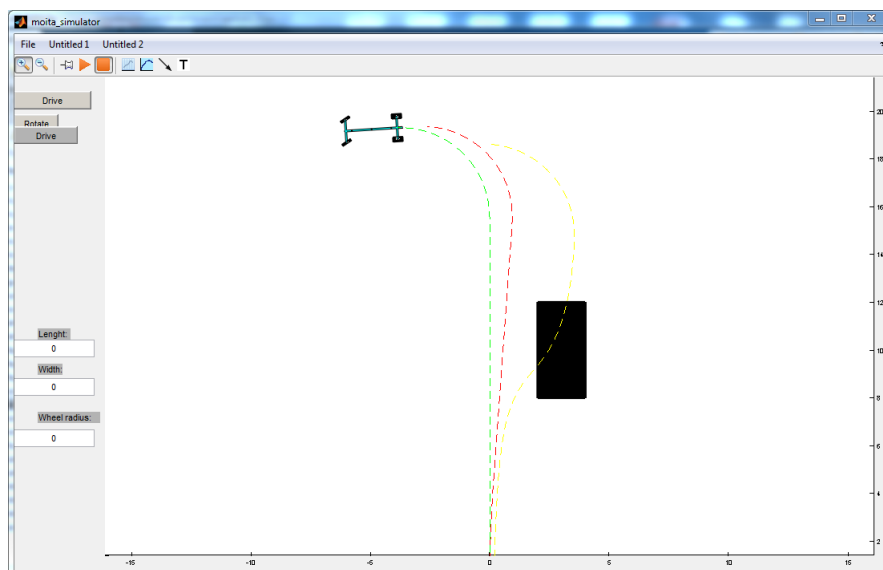 moita_simulator
File Untitled 1 Untitled 2
T
Drive
Rotate
Drive
Lenght:
0
Width:
0
Wheel radius:
0
20
18
16
14
12
10
8
6
4
2
-15 -10 -5 0 5 10 15